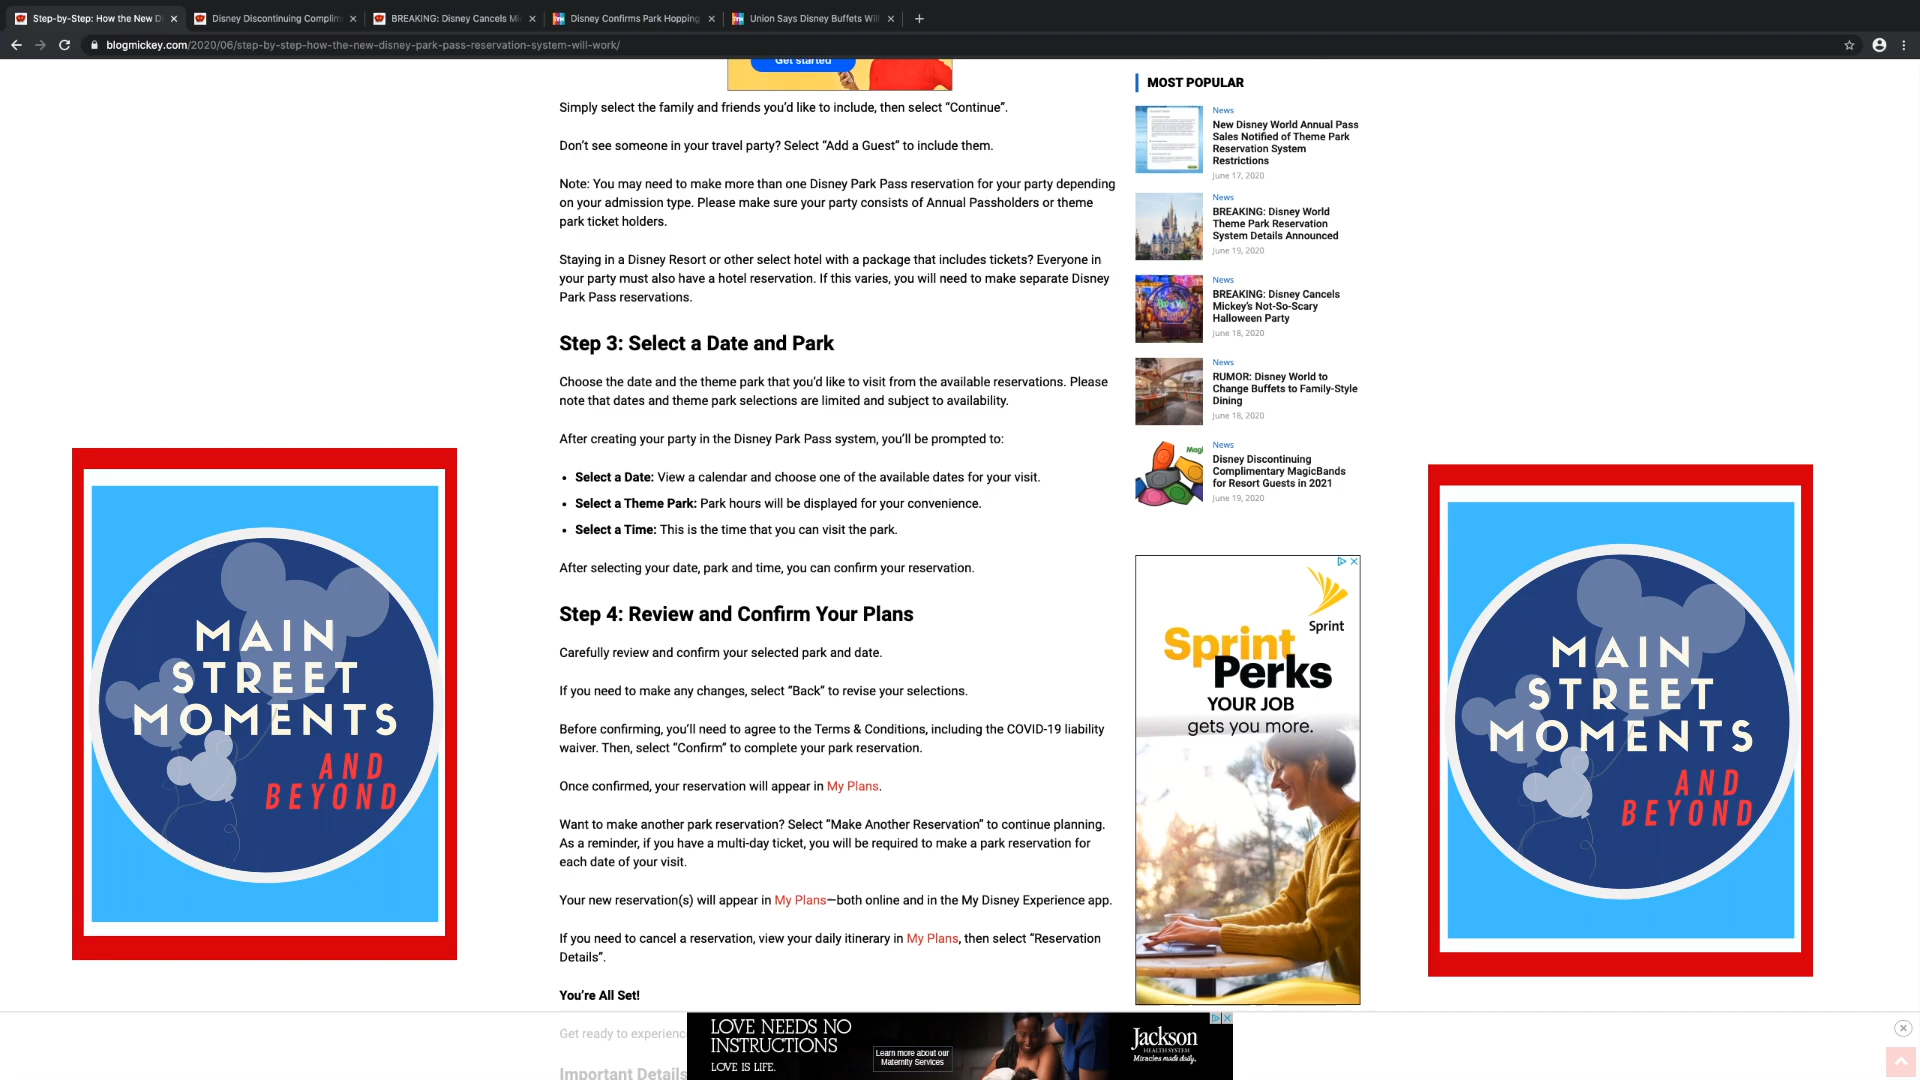 Step-by-Step: How the New D
Disney Discontinuing Complim
BREAKING: Disney Cancels Mi
Disney Confirms Park Hopping
Union Says Disney Buffets Will
blogmickey.com/2020/06/step-by-step-how-the-new-disney-park-pass-reservation-system-will-work/
Get started
Simply select the family and friends you’d like to include, then select “Continue”.
Don’t see someone in your travel party? Select “Add a Guest” to include them.
Note: You may need to make more than one Disney Park Pass reservation for your party depending
on your admission type. Please make sure your party consists of Annual Passholders or theme
park ticket holders.
Staying in a Disney Resort or other select hotel with a package that includes tickets? Everyone in
your party must also have a hotel reservation. If this varies, you will need to make separate Disney
Park Pass reservations.
Step 3: Select a Date and Park
Choose the date and the theme park that you’d like to visit from the available reservations. Please
note that dates and theme park selections are limited and subject to availability.
After creating your party in the Disney Park Pass system, you’ll be prompted to:
• Select a Date: View a calendar and choose one of the available dates for your visit.
• Select a Theme Park: Park hours will be displayed for your convenience.
• Select a Time: This is the time that you can visit the park.
After selecting your date, park and time, you can confirm your reservation.
Step 4: Review and Confirm Your Plans
Carefully review and confirm your selected park and date.
If you need to make any changes, select “Back” to revise your selections.
Before confirming, you’ll need to agree to the Terms & Conditions, including the COVID-19 liability
waiver. Then, select “Confirm” to complete your park reservation.
Once confirmed, your reservation will appear in My Plans.
Want to make another park reservation? Select “Make Another Reservation” to continue planning.
As a reminder, if you have a multi-day ticket, you will be required to make a park reservation for
each date of your visit.
Your new reservation(s) will appear in My Plans—both online and in the My Disney Experience app.
If you need to cancel a reservation, view your daily itinerary in My Plans, then select “Reservation
Details”.
You’re All Set!
Get ready to experienc
Important Details
MOST POPULAR
News
New Disney World Annual Pass
Sales Notified of Theme Park
Reservation System
Restrictions
June 17, 2020
News
BREAKING: Disney World
Theme Park Reservation
System Details Announced
June 19, 2020
News
BREAKING: Disney Cancels
Mickey’s Not-So-Scary
Halloween Party
June 18, 2020
News
RUMOR: Disney World to
Change Buffets to Family-Style
Dining
June 18, 2020
Magi
News
Disney Discontinuing
Complimentary MagicBands
for Resort Guests in 2021
June 19, 2020
Sprint
Sprint
Perks
YOUR JOB
gets you more.
MAIN
STREET
MOMENTS
AND
BEYOND
MAIN
STREET
MOMENTS
AND
BEYOND
LOVE NEEDS NO
INSTRUCTIONS
LOVE IS LIFE.
Learn more about our
Maternity Services
Jackson
HEALTH SYSTEM
Miracles made daily.